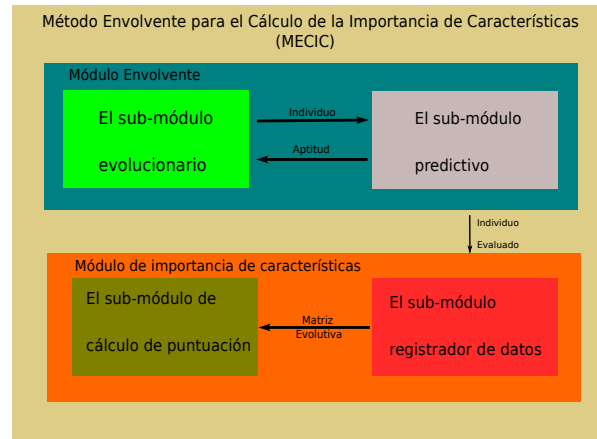 Método Envolvente para el Cálculo de la Importancia de Características
(MECIC)
Módulo Envolvente
El sub-módulo
evolucionario
Individuo
Aptitud
El sub-módulo
predictivo
Individuo
Evaluado
Módulo de importancia de características
El sub-módulo de
cálculo de puntuación
Matriz
Evolutiva
El sub-módulo
registrador de datos